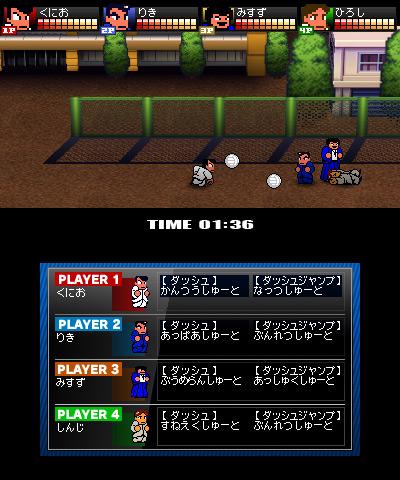 1P くにお
2P りき
3P みすず
4P ひろし
TIME 01:36
PLAYER 1
くにお
【ダッシュ】 【ダッシュジャンプ】
かんつうしゅーと なっつしゅーと
PLAYER 2
りき
【ダッシュ】 【ダッシュジャンプ】
あっぱあしゅーと ぶんれつしゅーと
PLAYER 3
みすず
【ダッシュ】 【ダッシュジャンプ】
ぶうめらんしゅーと あっしゅくしゅーと
PLAYER 4
しんじ
【ダッシュ】 【ダッシュジャンプ】
すねえくしゅーと ぶんれつしゅーと